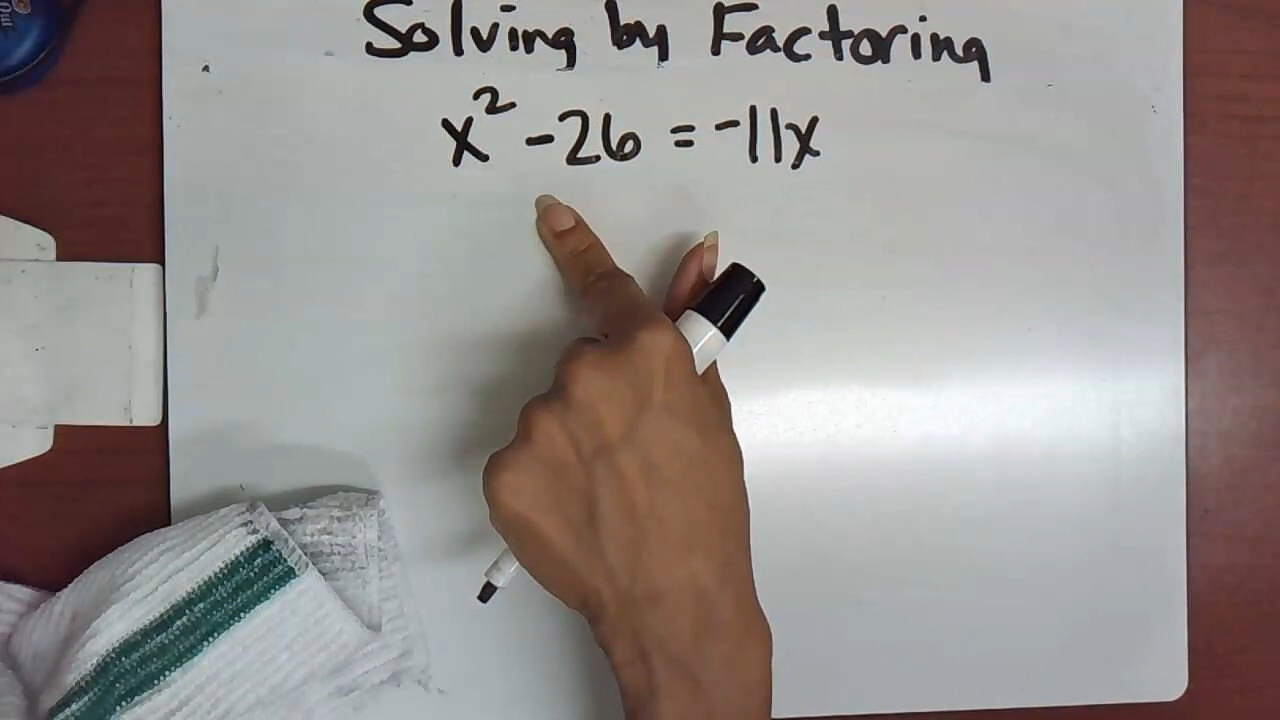 Solving by Factoring
x² -26 = -11x